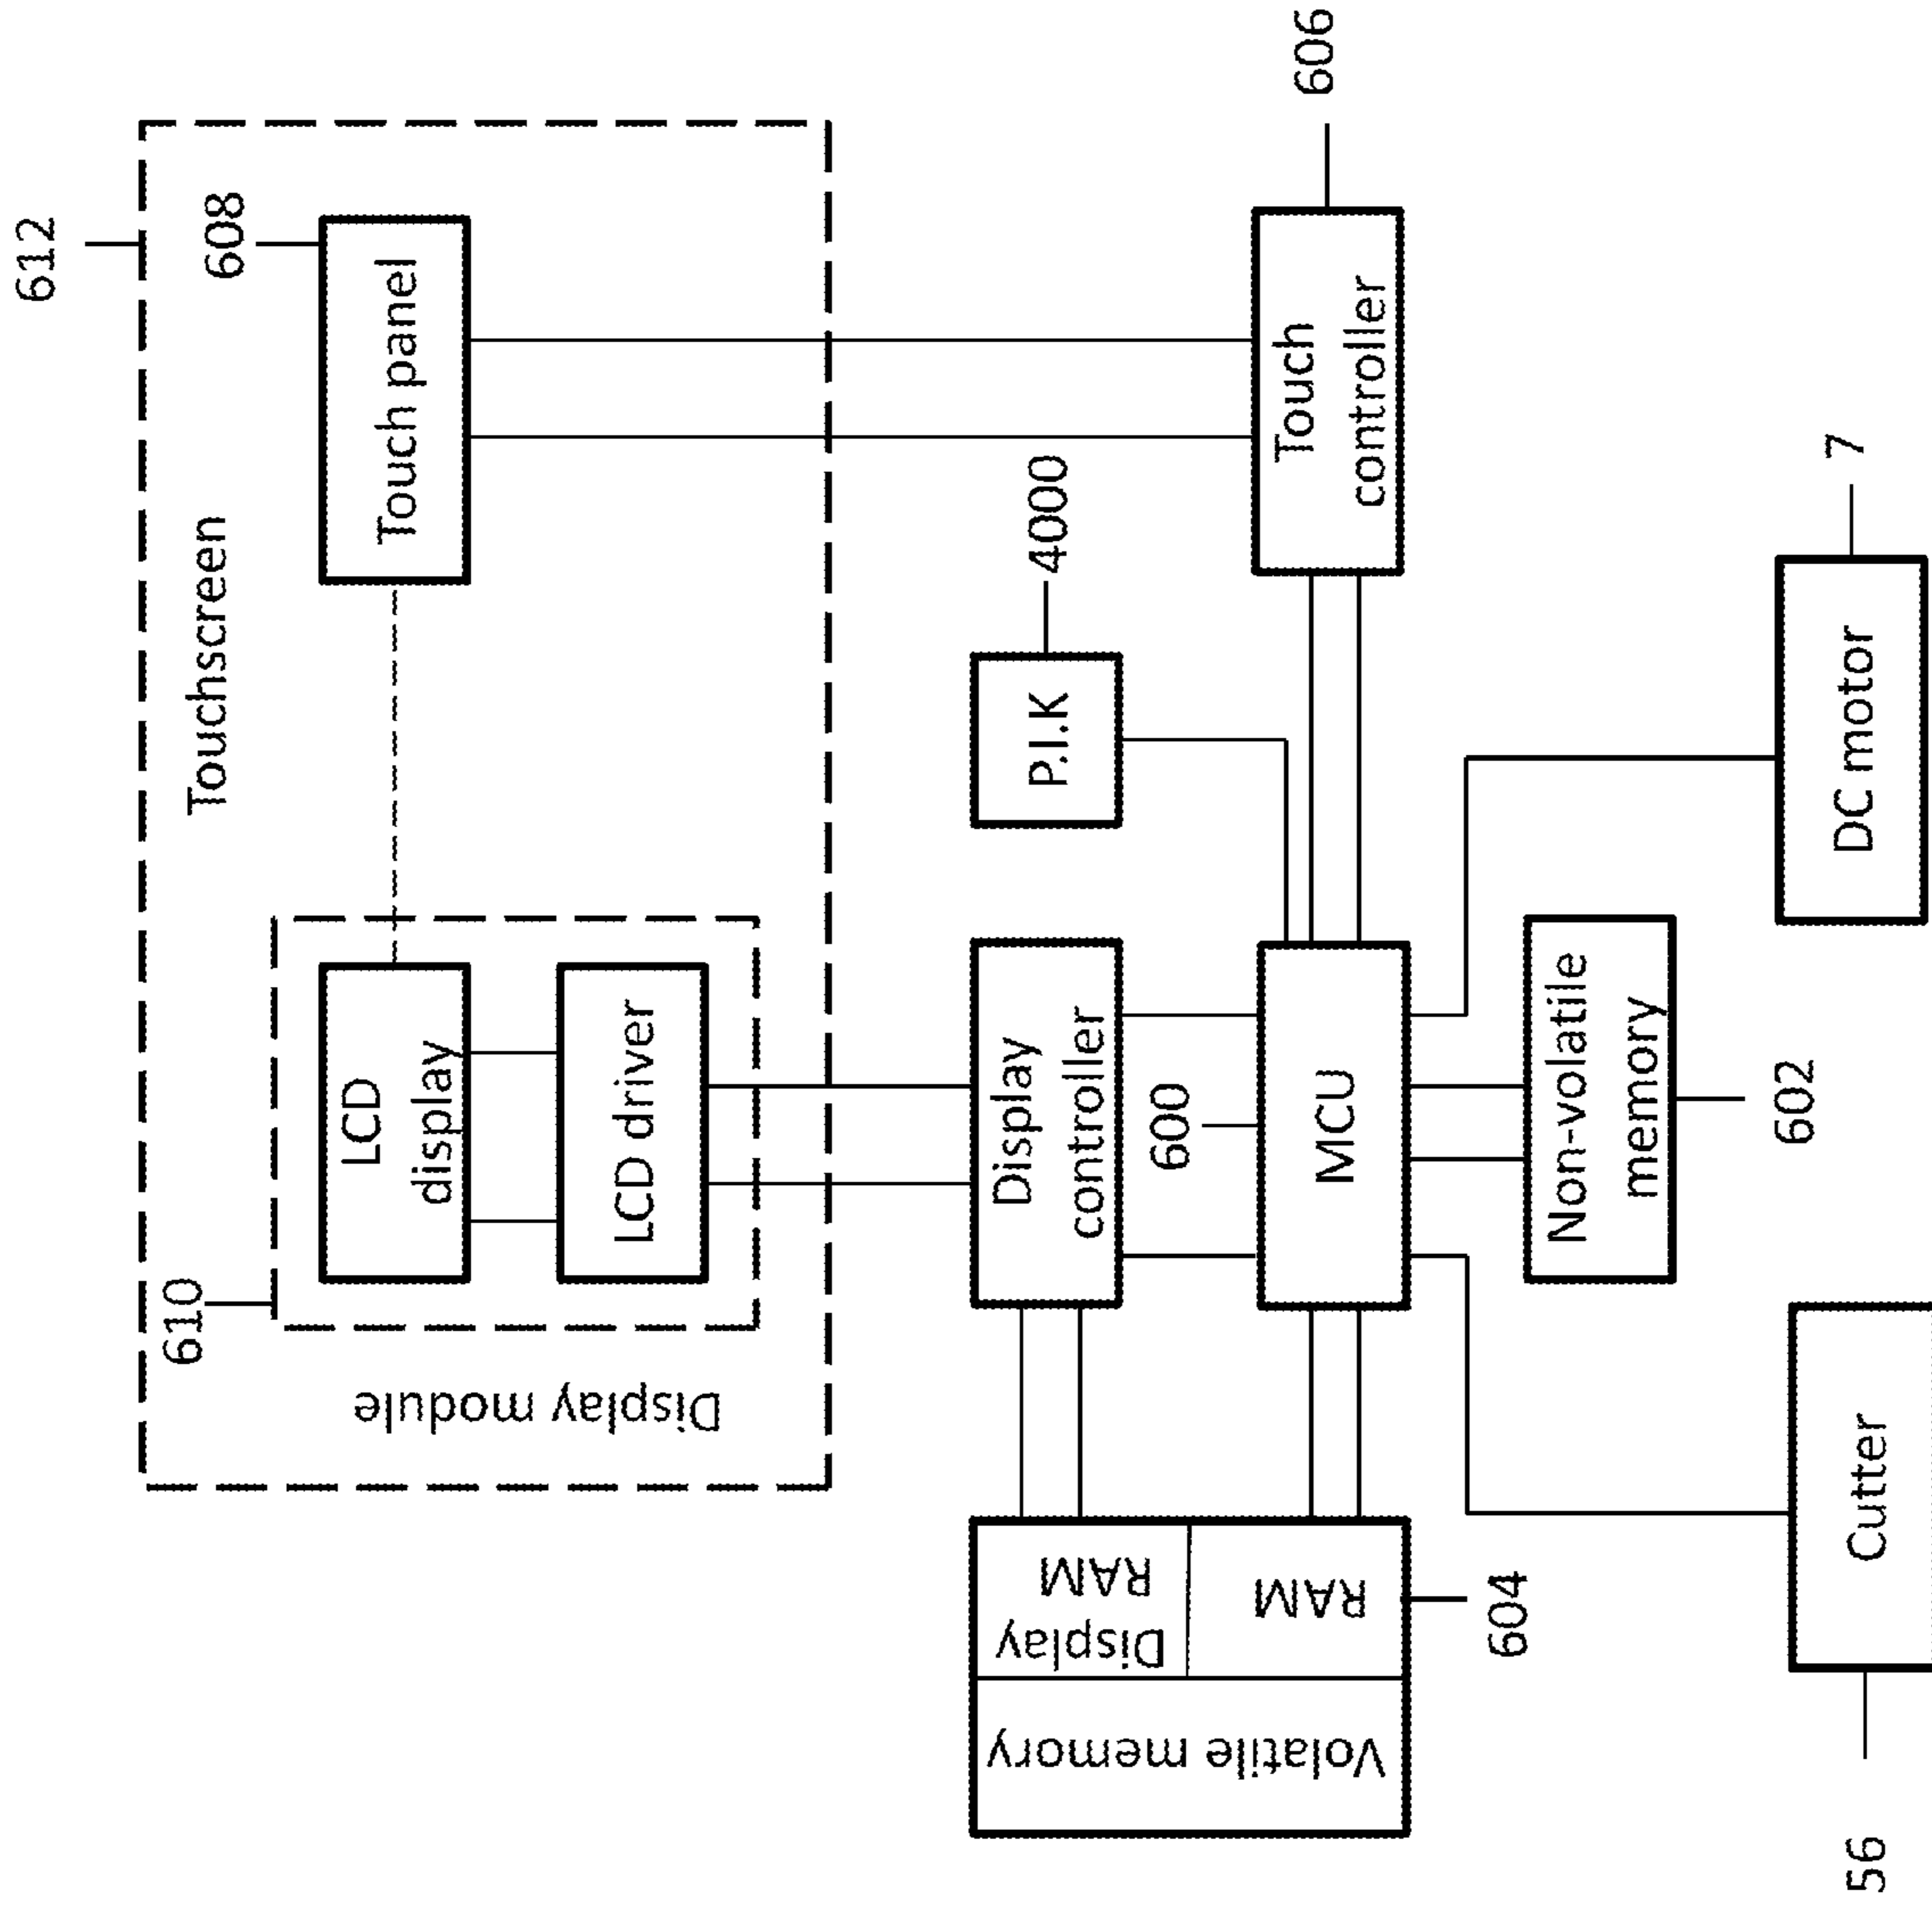 612
Touchscreen
608
610
LCD
display
Touch panel
LCD driver
Display module
4000
P.I.K
Display
controller
600
MCU
Touch
controller
606
Display
RAM
RAM
Volatile memory
604
Non-volatile
memory
602
DC motor
7
Cutter
56